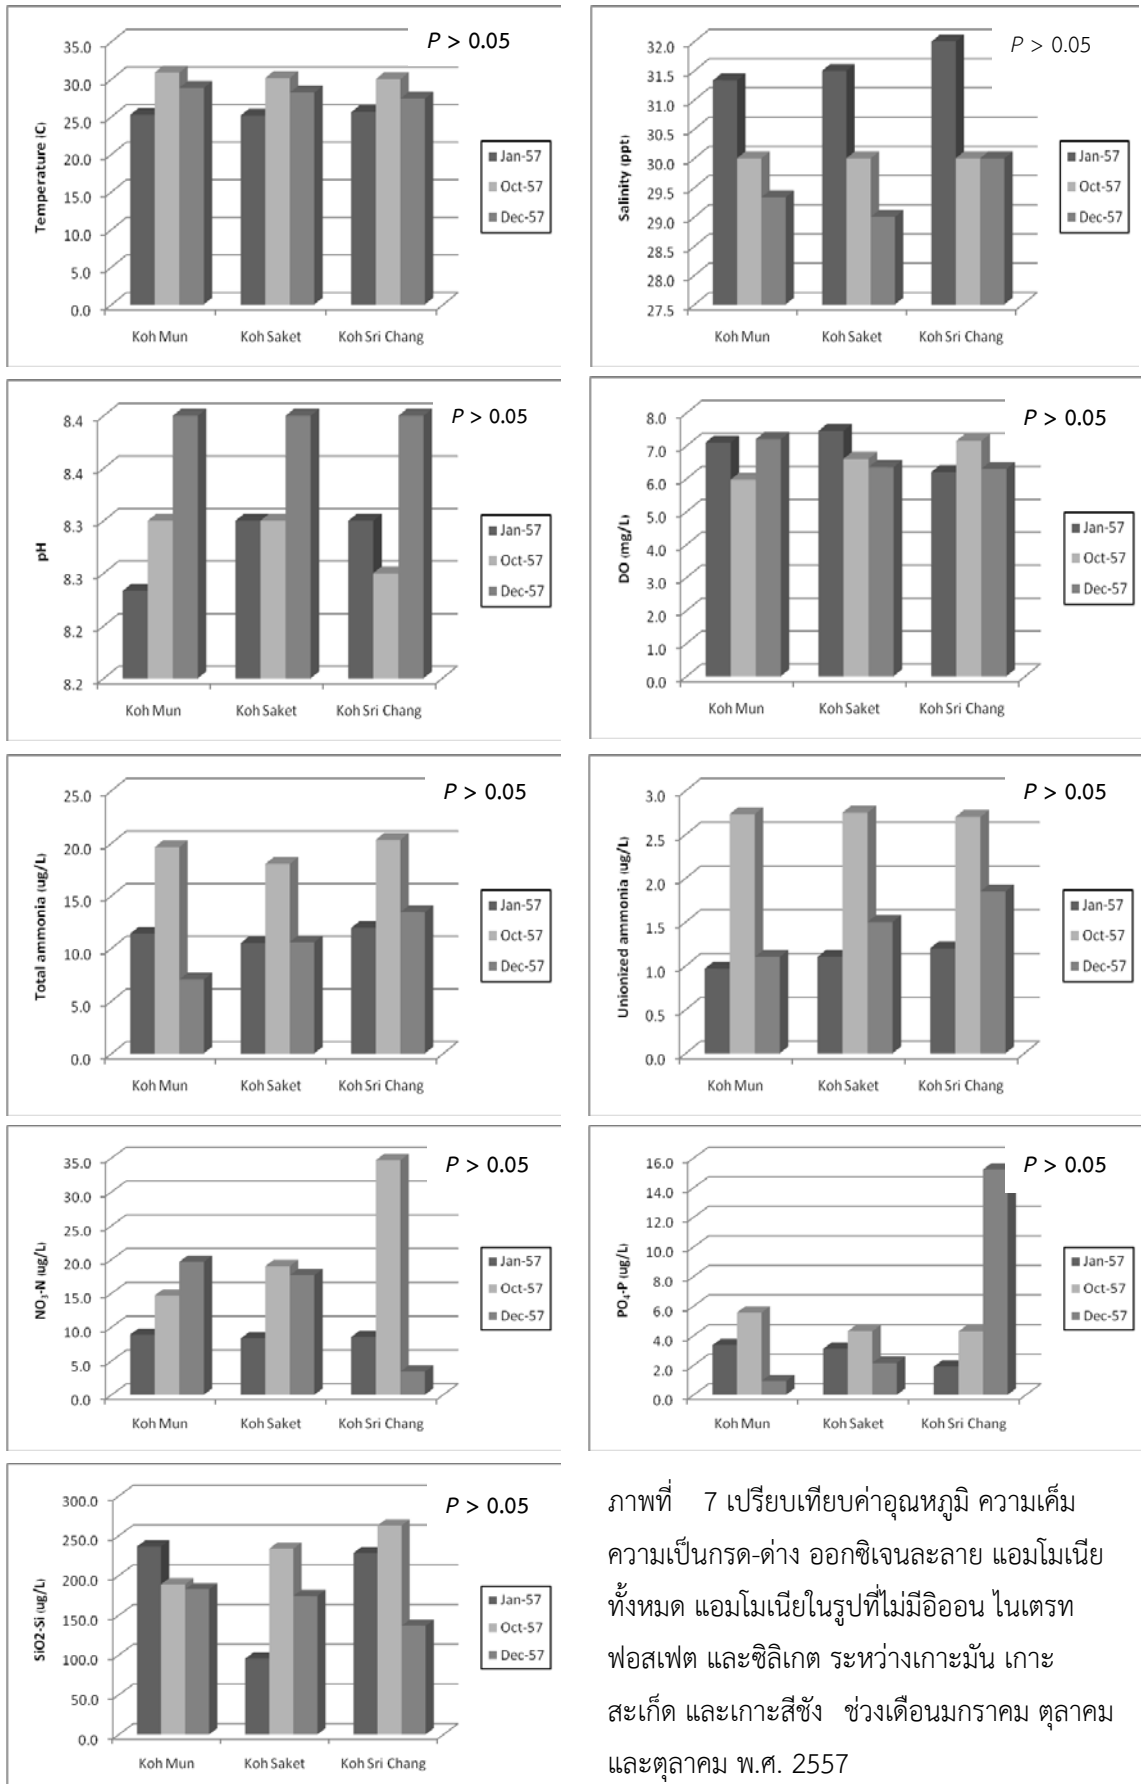 P > 0.05
35.0
30.0
25.0
20.0
15.0
10.0
5.0
0.0
Temperature (C)
Koh Mun Koh Saket Koh Sri Chang
Jan-57
Oct-57
Dec-57
P > 0.05
32.0
31.5
31.0
30.5
30.0
29.5
29.0
28.5
28.0
27.5
Salinity (ppt)
Koh Mun Koh Saket Koh Sri Chang
Jan-57
Oct-57
Dec-57
P > 0.05
8.4
8.4
8.3
8.3
8.2
8.2
pH
Koh Mun Koh Saket Koh Sri Chang
Jan-57
Oct-57
Dec-57
P > 0.05
8.0
7.0
6.0
5.0
4.0
3.0
2.0
1.0
0.0
DO (mg/L)
Koh Mun Koh Saket Koh Sri Chang
Jan-57
Oct-57
Dec-57
P > 0.05
25.0
20.0
15.0
10.0
5.0
0.0
Total ammonia (ug/L)
Koh Mun Koh Saket Koh Sri Chang
Jan-57
Oct-57
Dec-57
P > 0.05
3.0
2.5
2.0
1.5
1.0
0.5
0.0
Unionized ammonia (ug/L)
Koh Mun Koh Saket Koh Sri Chang
Jan-57
Oct-57
Dec-57
P > 0.05
35.0
30.0
25.0
20.0
15.0
10.0
5.0
0.0
NO₃-N (ug/L)
Koh Mun Koh Saket Koh Sri Chang
Jan-57
Oct-57
Dec-57
P > 0.05
16.0
14.0
12.0
10.0
8.0
6.0
4.0
2.0
0.0
PO₄-P (ug/L)
Koh Mun Koh Saket Koh Sri Chang
Jan-57
Oct-57
Dec-57
P > 0.05
300.0
250.0
200.0
150.0
100.0
50.0
0.0
SiO2-Si (ug/L)
Koh Mun Koh Saket Koh Sri Chang
Jan-57
Oct-57
Dec-57
ภาพที่ 7 เปรียบเทียบค่าอุณหภูมิ ความเค็ม
ความเป็นกรด-ด่าง ออกซิเจนละลาย แอมโมเนีย
ทั้งหมด แอมโมเนียในรูปที่ไม่มีอิออน ไนเตรท
ฟอสเฟต และซิลิเกต ระหว่างเกาะมัน เกาะ
สะเก็ด และเกาะสีชัง ช่วงเดือนมกราคม ตุลาคม
และตุลาคม พ.ศ. 2557